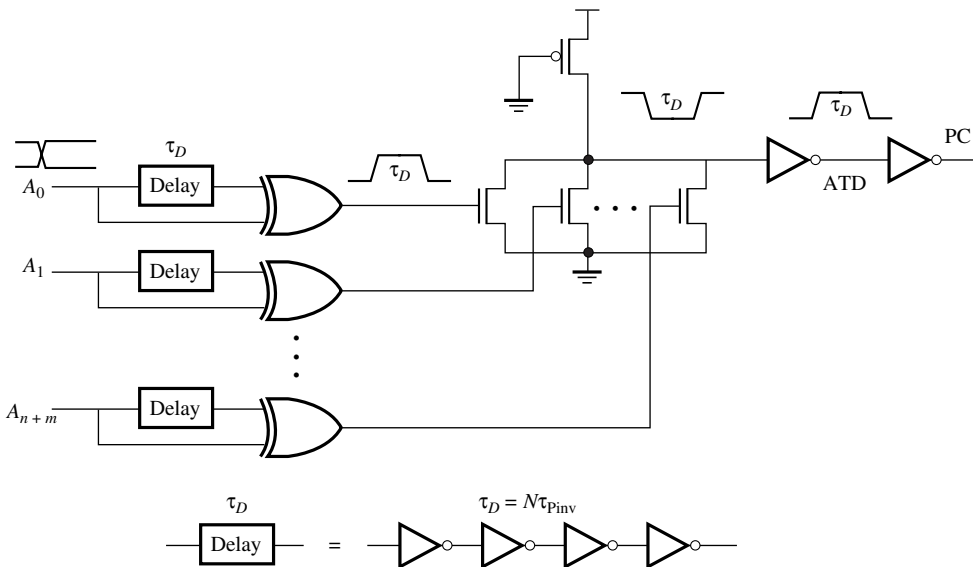 τD
τD
τD
PC
A0
Delay
τD
ATD
A1
Delay
An + m
Delay
τD
τD = NτPinv
Delay
=